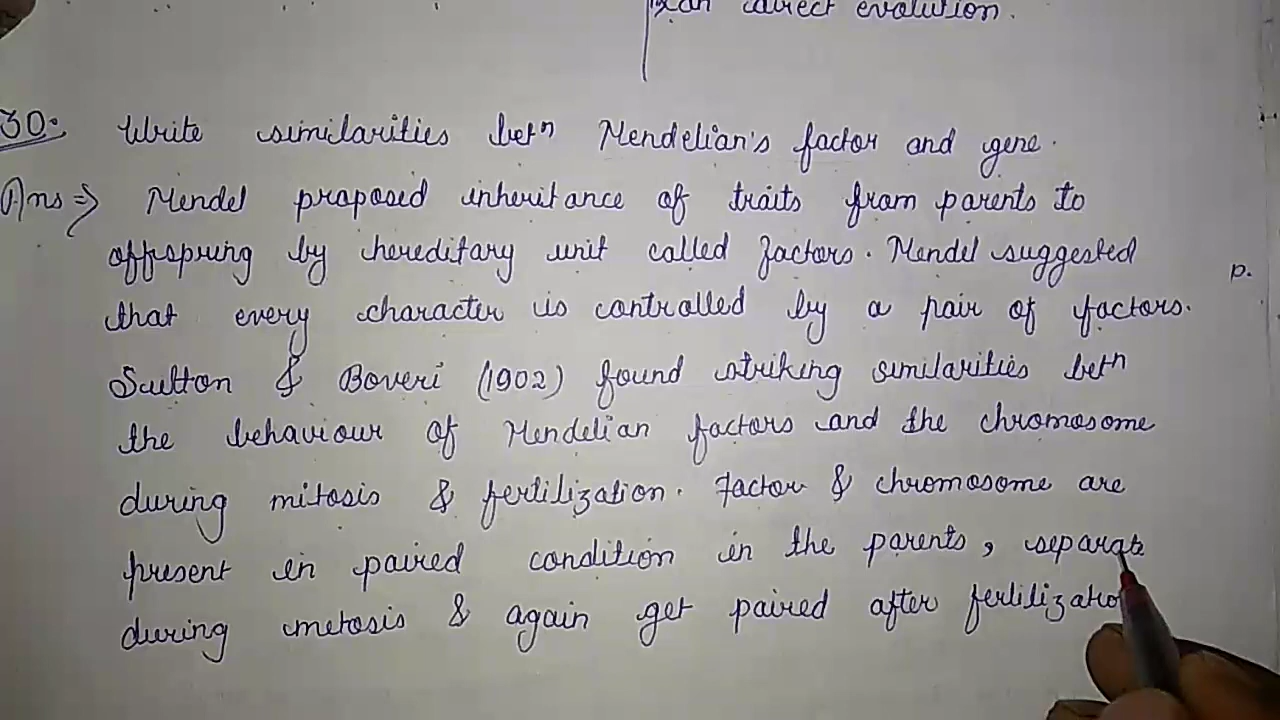 can direct evolution.
30. Write similarities betn Mendelian's factor and gene.
Ans ⇒ Mendel proposed inheritance of traits from parents to
offspring by hereditary unit called factors. Mendel suggested
that every character is controlled by a pair of factors.
Sutton & Boveri (1902) found striking similarities betn
the behaviour of Mendelian factors and the chromosome
during mitosis & fertilization. Factor & chromosome are
p.
present in paired condition in the parents, separate
during metosis & again get paired after fertilizatio